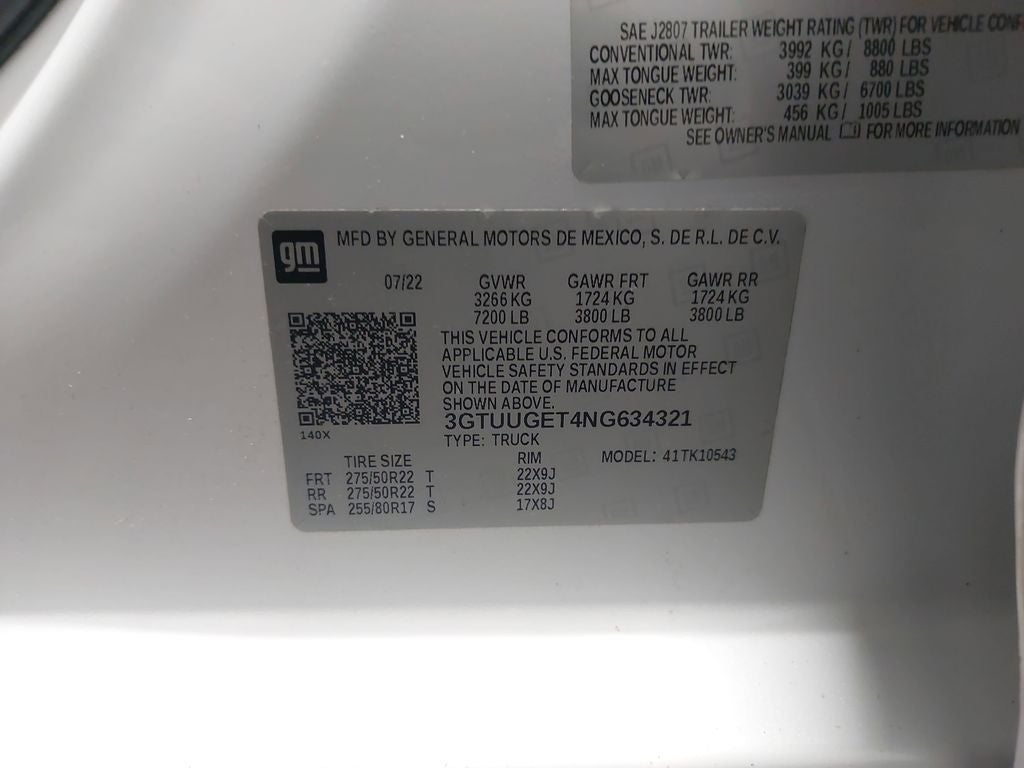 SAE J2807 TRAILER WEIGHT RATING (TWR) FOR VEHICLE
CONVENTIONAL TWR: 3992 KG / 8800 LBS
MAX TONGUE WEIGHT: 399 KG / 880 LBS
GOOSENECK TWR: 3039 KG / 6700 LBS
MAX TONGUE WEIGHT: 456 KG / 1005 LBS
SEE OWNER'S MANUAL FOR MORE INFORMATION
gm
MFD BY GENERAL MOTORS DE MEXICO, S. DE R.L. DE C.V.
07/22 GVWR GAWR FRT GAWR RR
3266 KG 1724 KG 1724 KG
7200 LB 3800 LB 3800 LB
THIS VEHICLE CONFORMS TO ALL
APPLICABLE U.S. FEDERAL MOTOR
VEHICLE SAFETY STANDARDS IN EFFECT
ON THE DATE OF MANUFACTURE
SHOWN ABOVE.
3GTUUGET4NG634321
140X
TYPE: TRUCK
TIRE SIZE RIM MODEL: 41TK10543
FRT 275/50R22 T 22X9J
RR 275/50R22 T 22X9J
SPA 255/80R17 S 17X8J